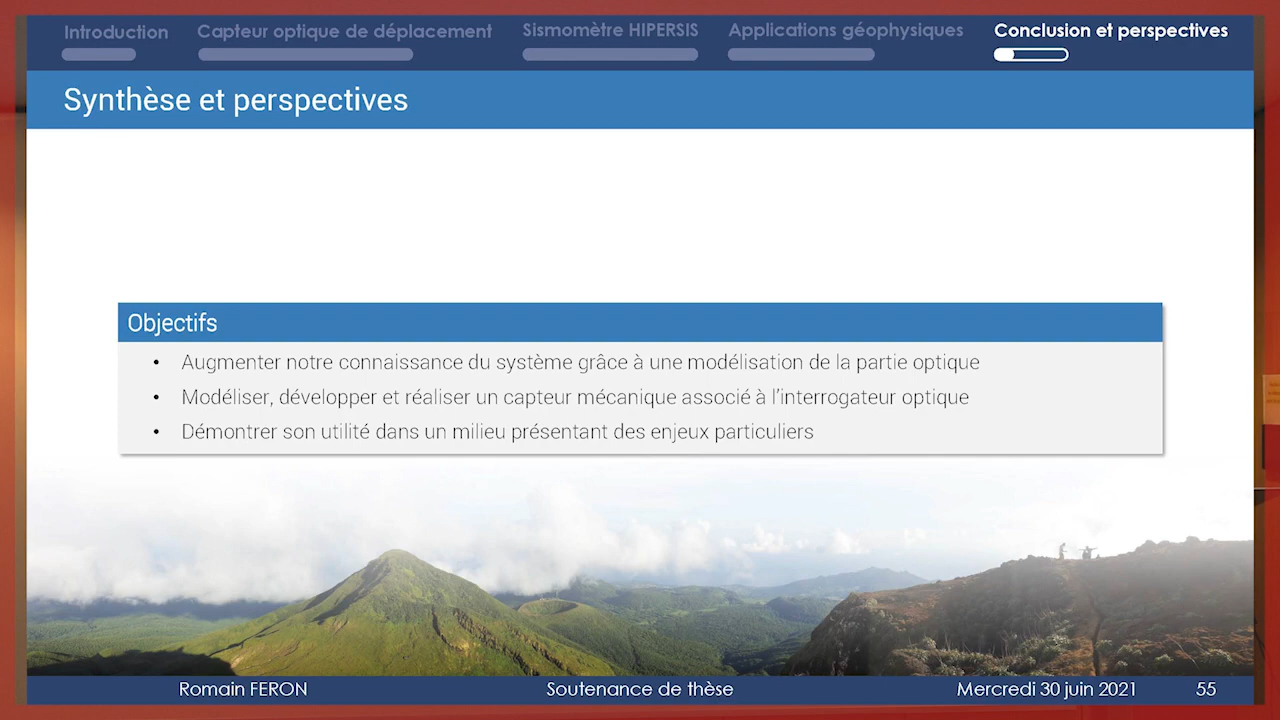 Introduction
Capteur optique de déplacement
Sismomètre HIPERSIS
Applications géophysiques
Conclusion et perspectives
Synthèse et perspectives
Objectifs
• Augmenter notre connaissance du système grâce à une modélisation de la partie optique
• Modéliser, développer et réaliser un capteur mécanique associé à l'interrogateur optique
• Démontrer son utilité dans un milieu présentant des enjeux particuliers
Romain FERON
Soutenance de thèse
Mercredi 30 juin 2021
55